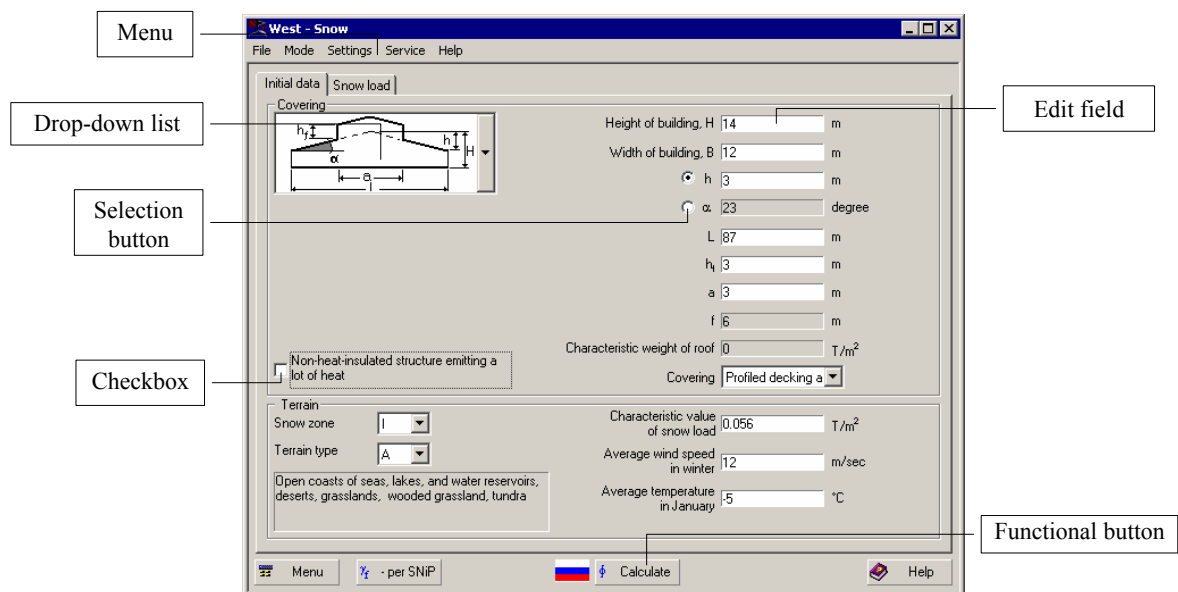 Menu
West - Snow
File Mode Settings Service Help
Initial data Snow load
Covering
Drop-down list
Edit field
h_f h H
α
a
l
Height of building, H 14 m
Width of building, B 12 m
h 3 m
Selection
button
α 23 degree
L 87 m
h_f 3 m
a 3 m
f 6 m
Characteristic weight of roof 0 T/m²
Checkbox
Non-heat-insulated structure emitting a
lot of heat
Covering Profiled decking a
Terrain
Snow zone I
Terrain type A
Open coasts of seas, lakes, and water reservoirs,
deserts, grasslands, wooded grassland, tundra
Characteristic value
of snow load 0.056 T/m²
Average wind speed
in winter 12 m/sec
Average temperature
in January -5 °C
Functional button
Menu γf - per SNiP Calculate Help